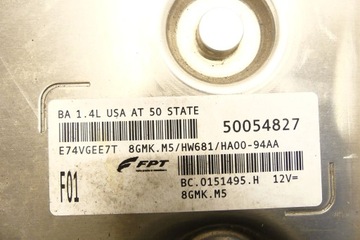 BA 1.4L USA AT 50 STATE
50054827
E74VGEE7T 8GMK.M5/HW681/HA00-94AA
FPT
F01
BC.0151495.H 12V=
8GMK.M5